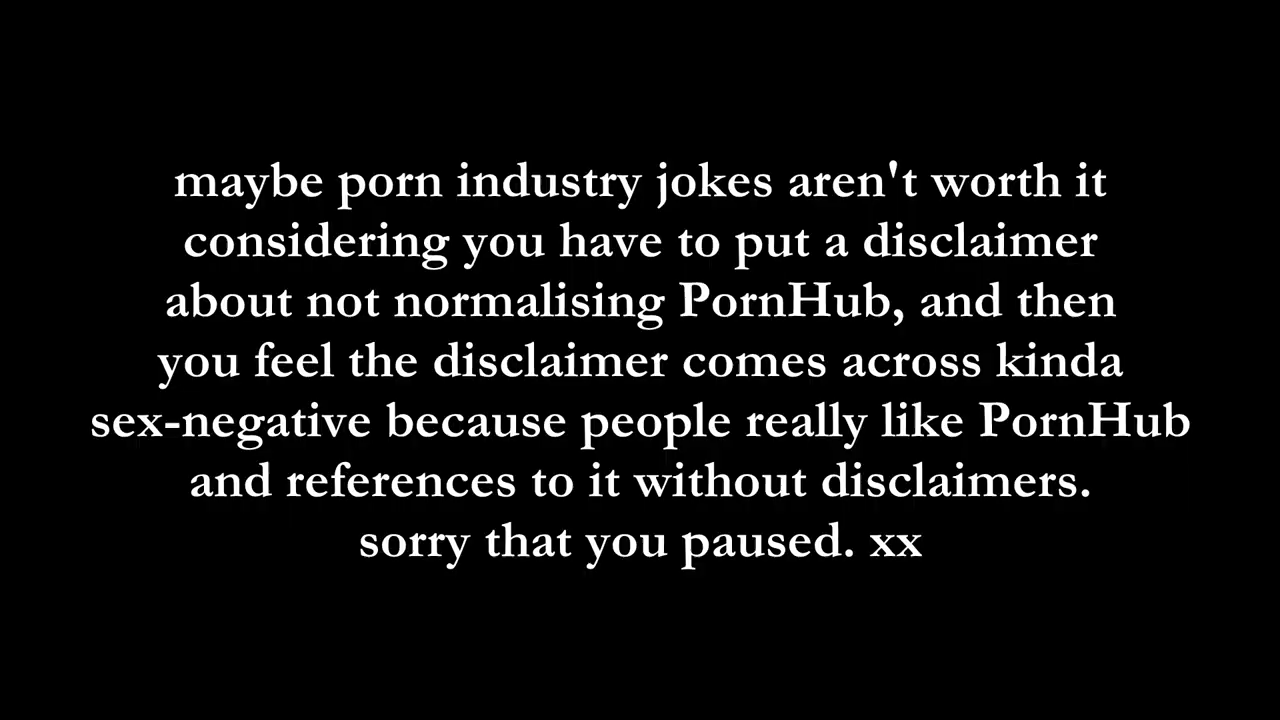 maybe porn industry jokes aren't worth it
considering you have to put a disclaimer
about not normalising PornHub, and then
you feel the disclaimer comes across kinda
sex-negative because people really like PornHub
and references to it without disclaimers.
sorry that you paused. xx